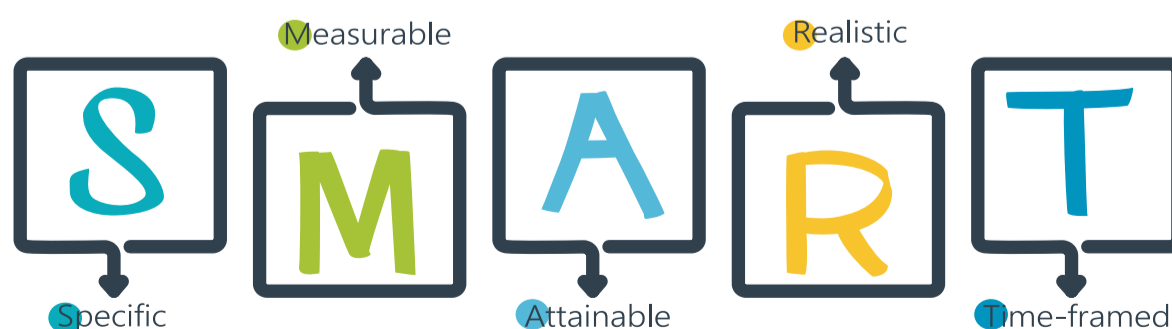 Measurable
Realistic
S M A R T
Specific
Attainable
Time-framed